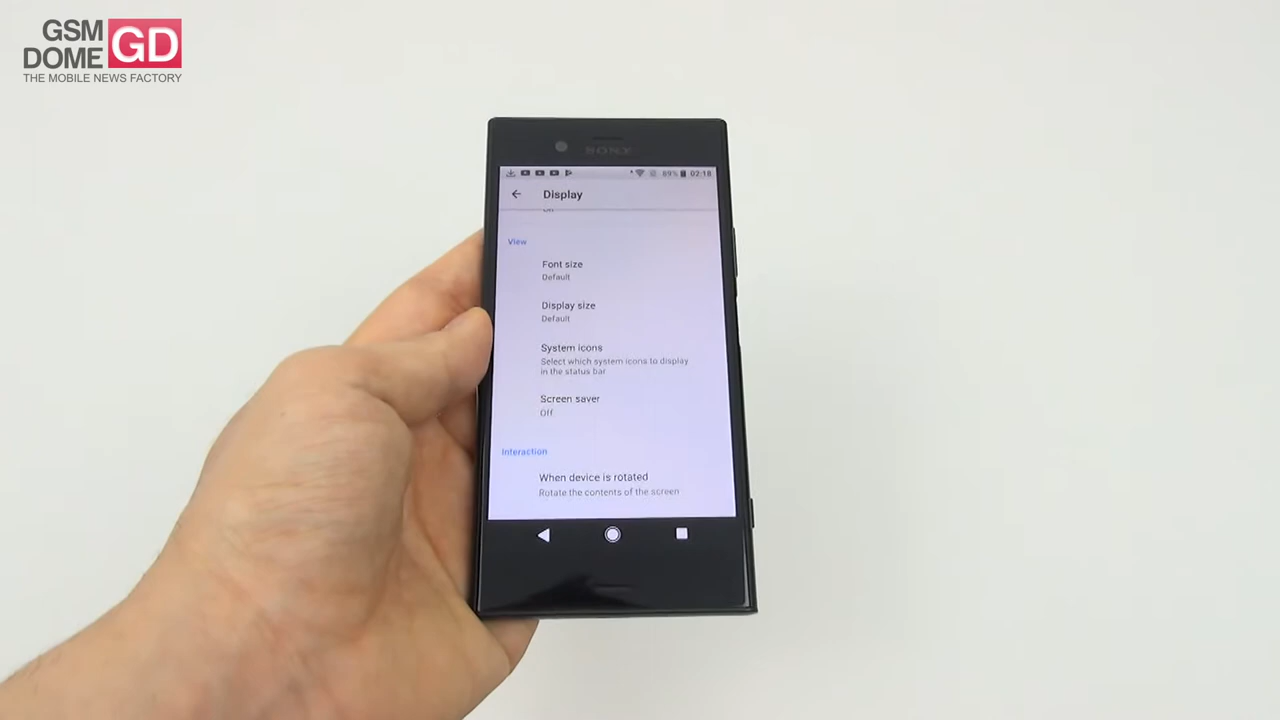 GSM
DOME
GD
THE MOBILE NEWS FACTORY
SONY
89% 02:18
Display
On
View
Font size
Default
Display size
Default
System icons
Select which system icons to display
in the status bar
Screen saver
Off
Interaction
When device is rotated
Rotate the contents of the screen